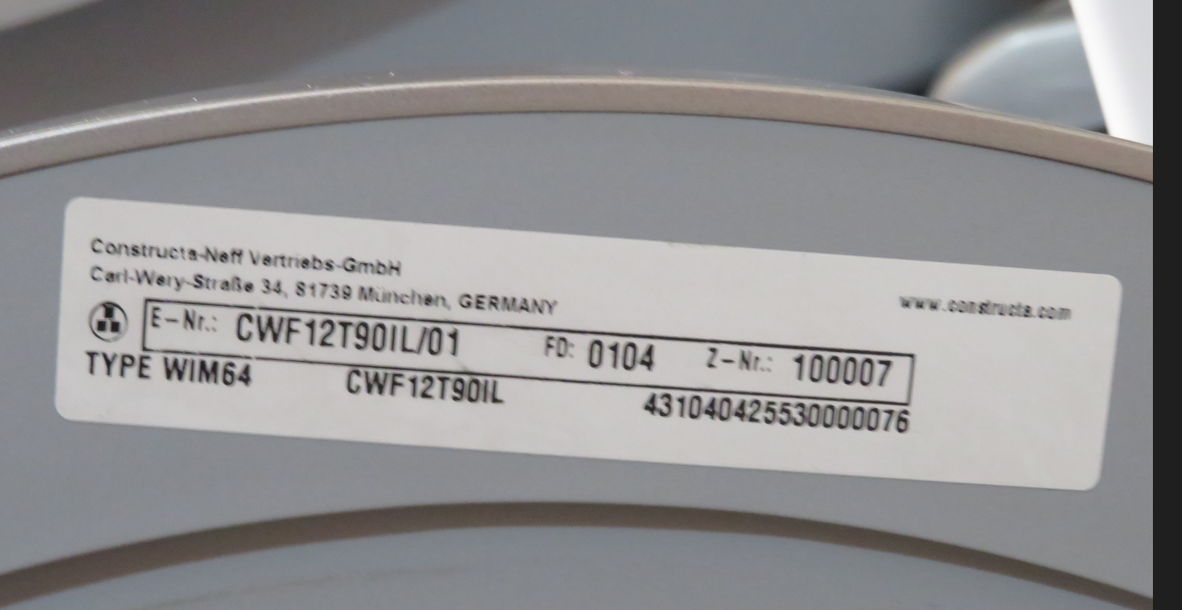 Constructa-Neff Vertriebs-GmbH
Carl-Wery-Straße 34, 81739 München, GERMANY
www.constructa.com
E-Nr.: CWF12T90IL/01 FD: 0104 Z-Nr.: 100007
TYPE WIM64 CWF12T90IL 431040425530000076